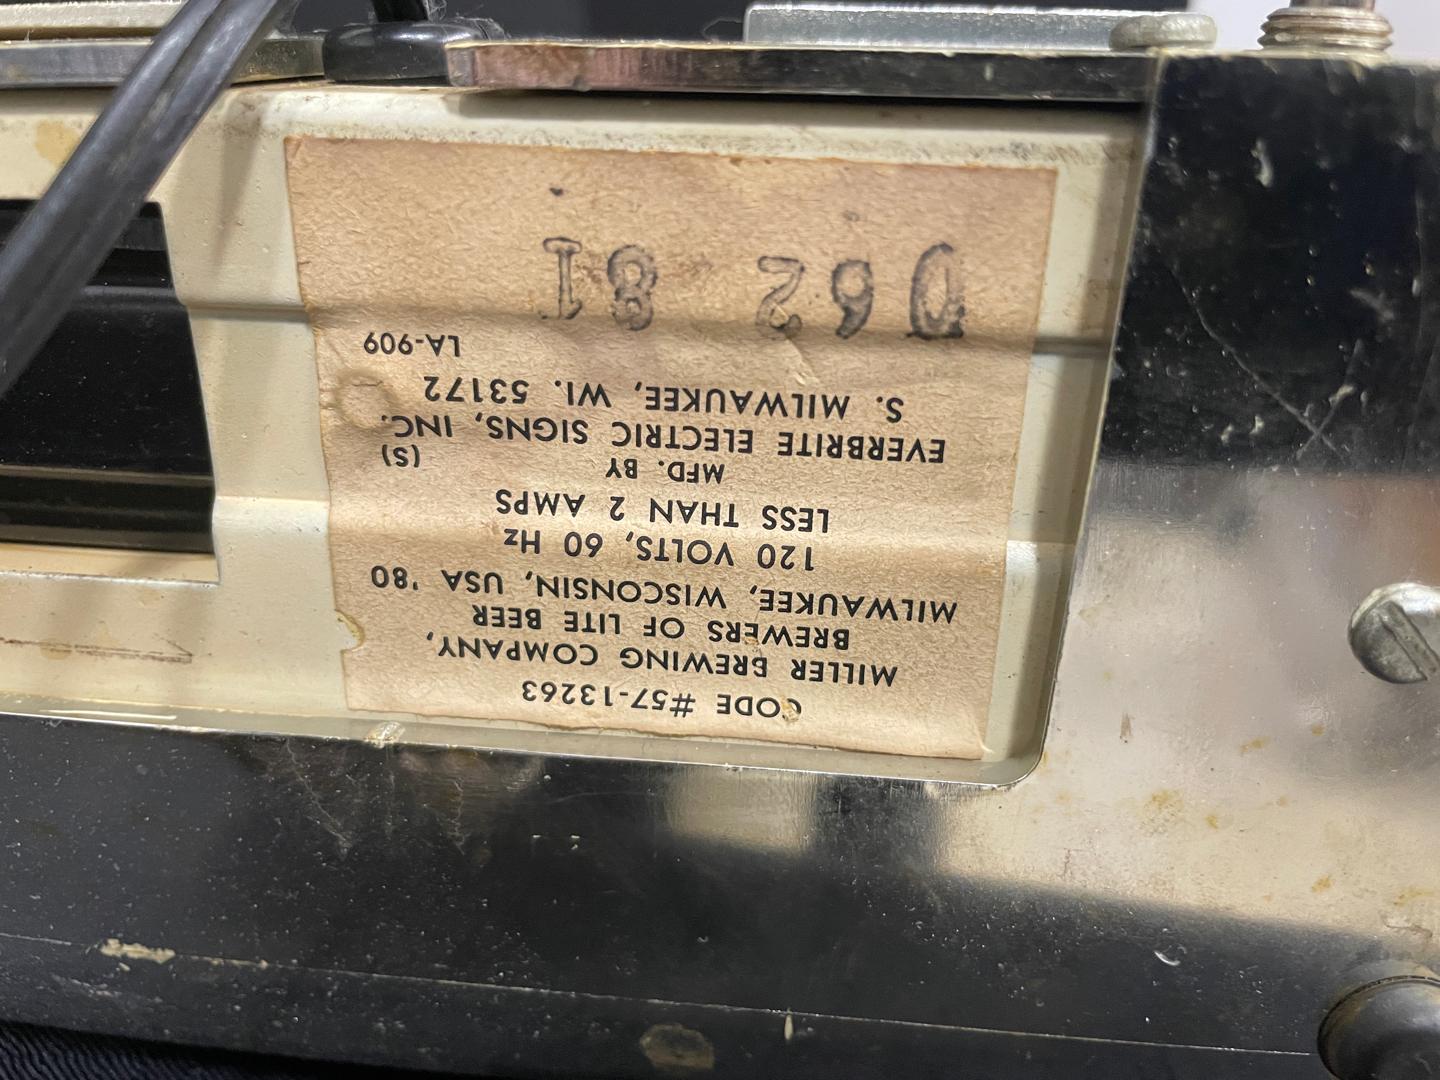 CODE #57-13263
MILLER BREWING COMPANY,
BREWERS OF LITE BEER
MILWAUKEE, WISCONSIN, USA '80
120 VOLTS, 60 Hz
LESS THAN 2 AMPS
MFD. BY (S)
EVERBRITE ELECTRIC SIGNS, INC.
S. MILWAUKEE, WI. 53172
LA-909
D62 81